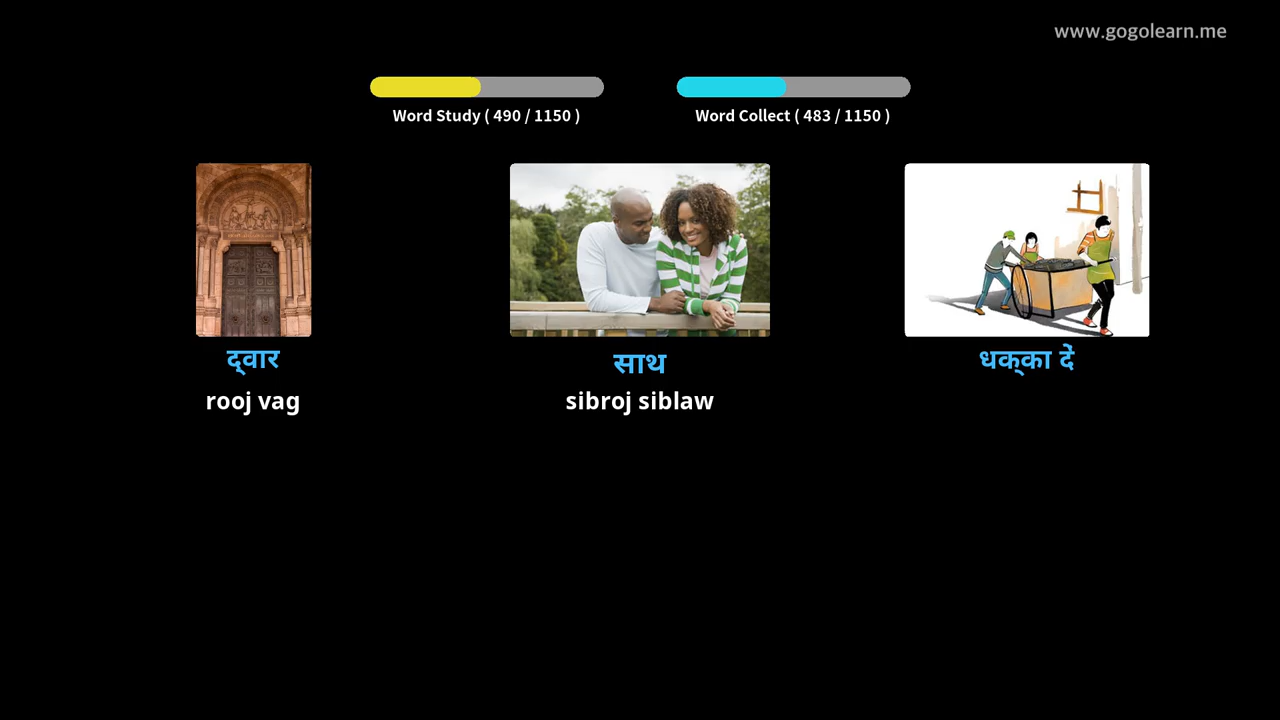 www.gogolearn.me
Word Study ( 490 / 1150 )
Word Collect ( 483 / 1150 )
द्‌वार
साथ
धक्‌का दें
rooj vag
sibroj siblaw